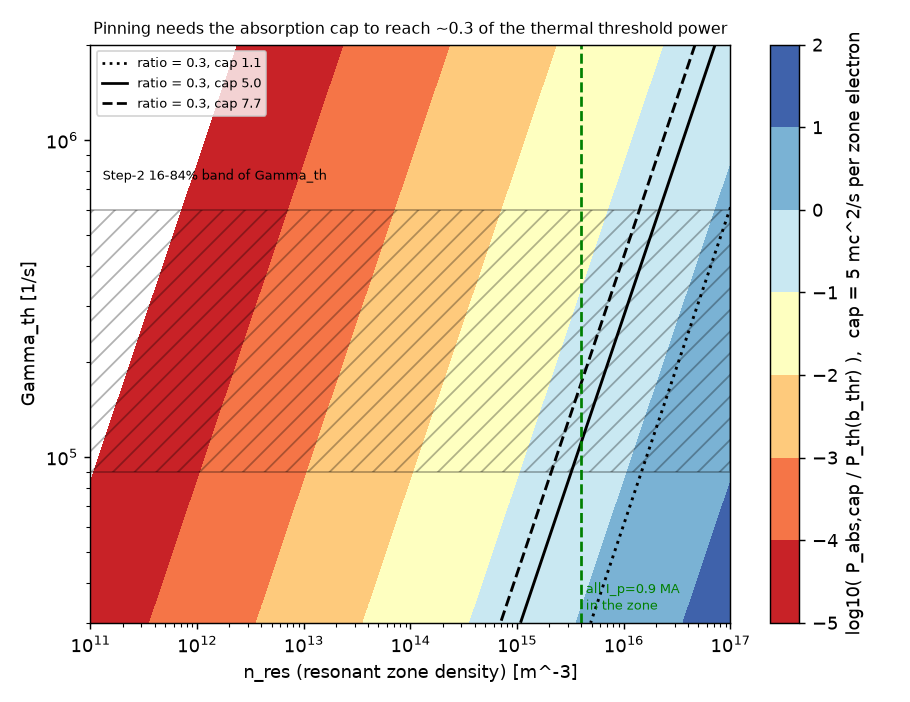 Pinning needs the absorption cap to reach ~0.3 of the thermal threshold power
ratio = 0.3, cap 1.1
ratio = 0.3, cap 5.0
ratio = 0.3, cap 7.7
Step-2 16-84% band of Gamma_th
all I_p=0.9 MA
in the zone
Gamma_th [1/s]
10^6
10^5
10^11
10^12
10^13
10^14
10^15
10^16
10^17
n_res (resonant zone density) [m^-3]
2
1
0
−1
−2
−3
−4
−5
log10( P_abs,cap / P_th(b_thr) ),  cap = 5 mc^2/s per zone electron